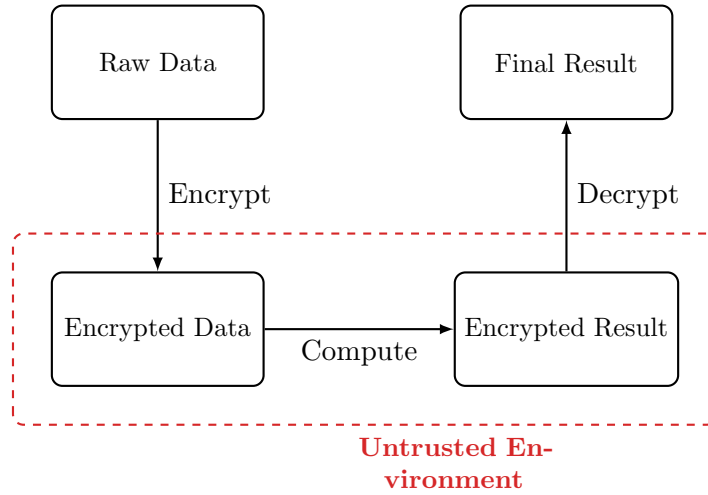 Raw Data
Final Result
Encrypt
Decrypt
Encrypted Data
Compute
Encrypted Result
Untrusted En-
vironment